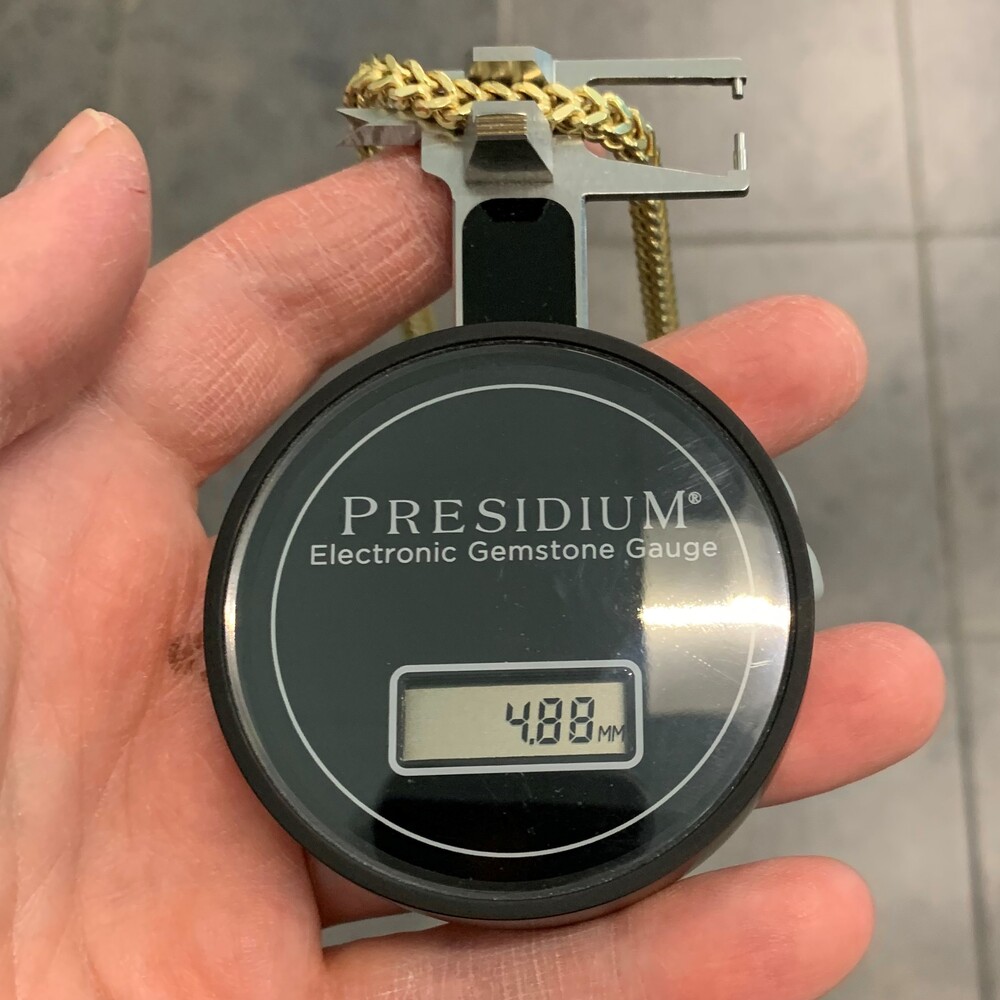 PRESIDIUM®
Electronic Gemstone Gauge
4.88 MM